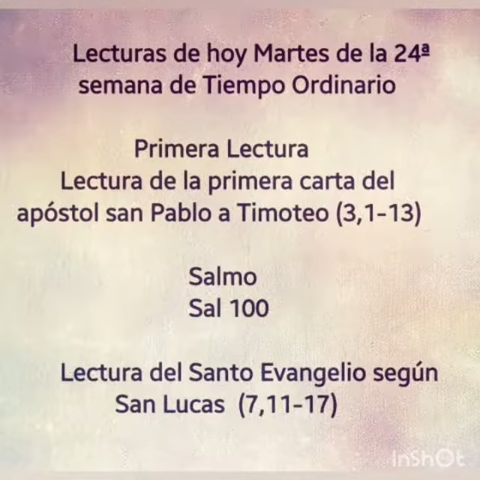 Lecturas de hoy Martes de la 24ª
semana de Tiempo Ordinario
Primera Lectura
Lectura de la primera carta del
apóstol san Pablo a Timoteo (3,1-13)
Salmo
Sal 100
Lectura del Santo Evangelio según
San Lucas (7,11-17)
InShOt